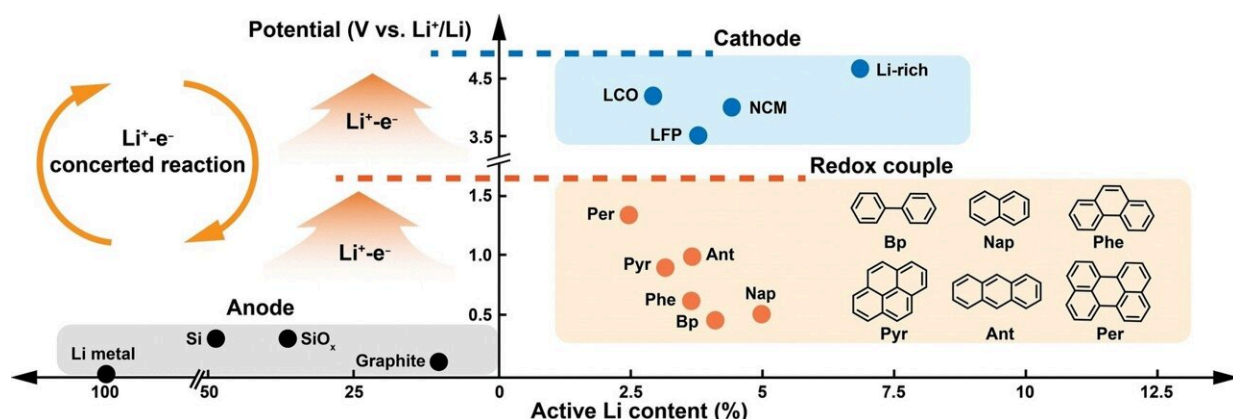 Potential (V vs. Li⁺/Li)
Cathode
4.5
3.5
LCO
Li-rich
NCM
LFP
Li⁺-e⁻
concerted reaction
Li⁺-e⁻
Redox couple
1.5
1.0
0.5
Per
Pyr
Ant
Phe
Bp
Nap
Bp
Nap
Phe
Pyr
Ant
Per
Li⁺-e⁻
Anode
Li metal
Si
SiOₓ
Graphite
100
50
25
0
2.5
5
7.5
10
12.5
Active Li content (%)